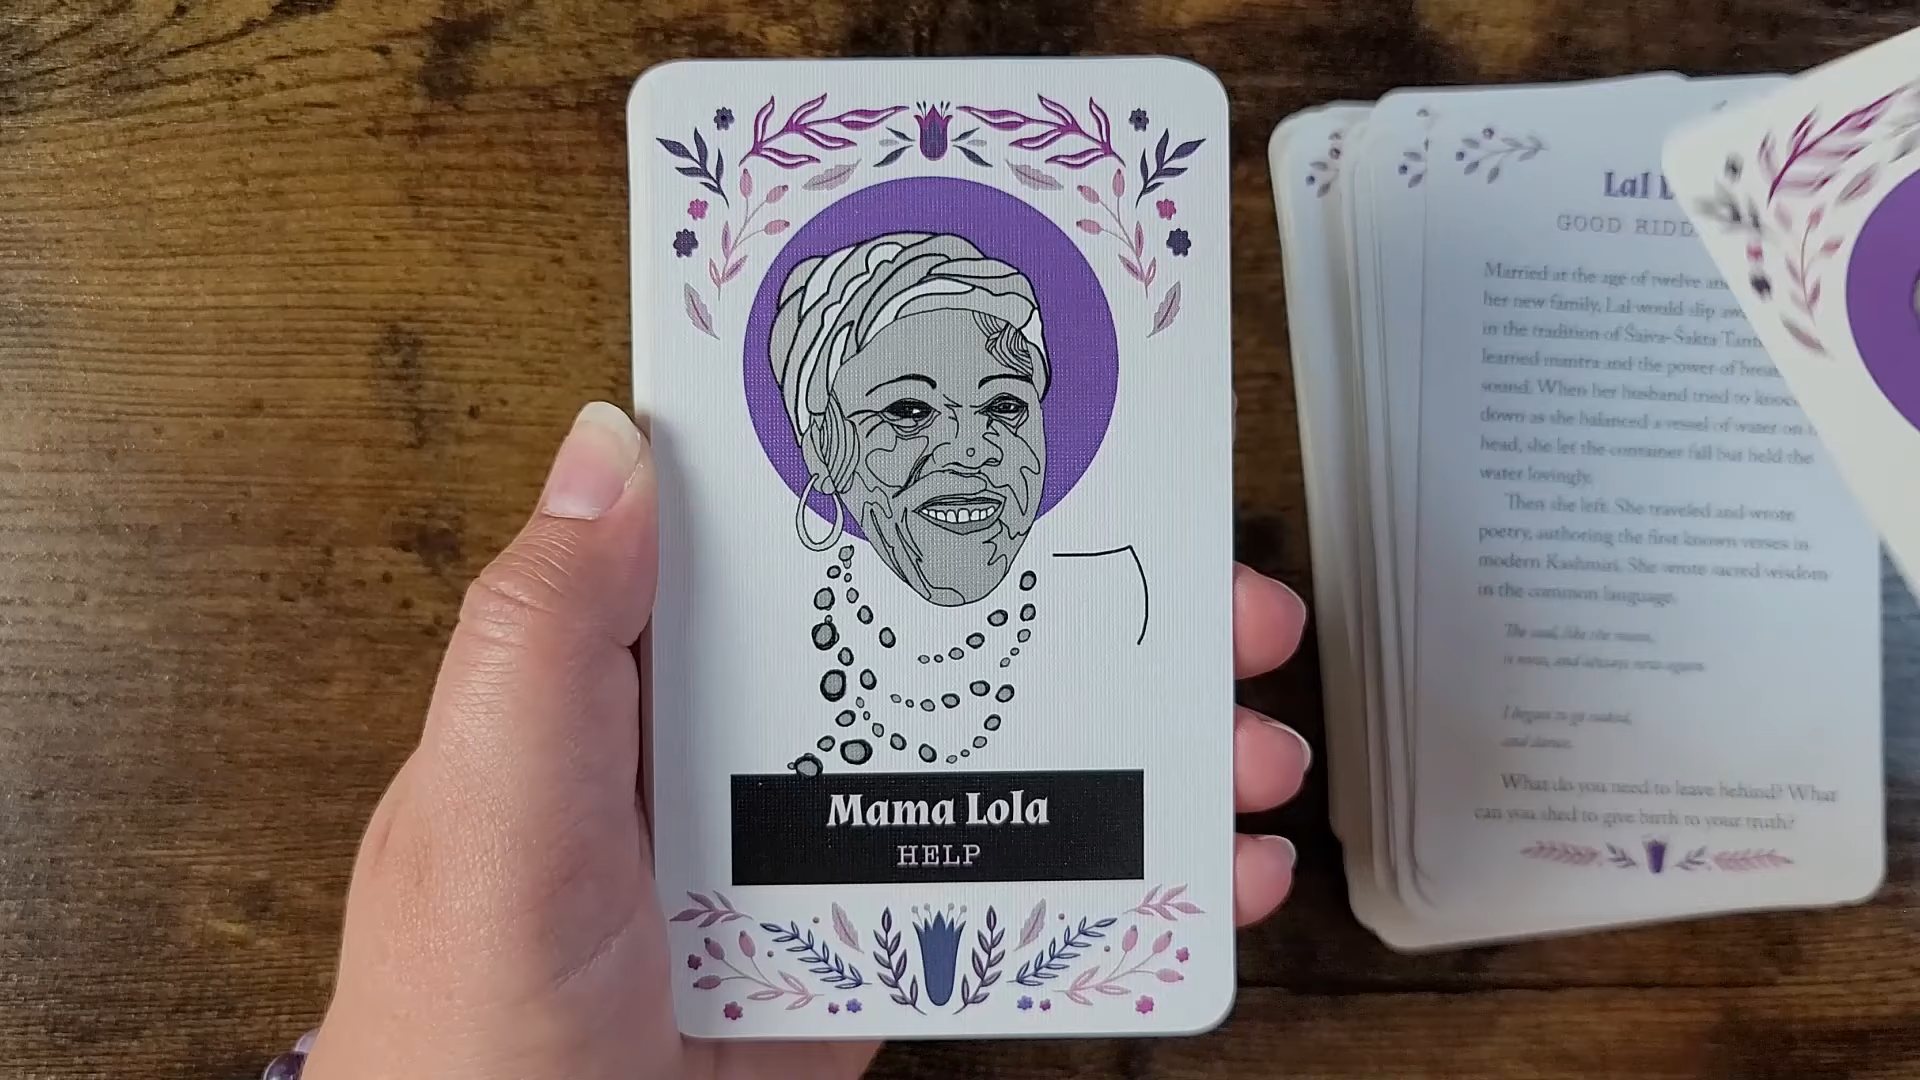 Mama Lola
HELP
Lal
GOOD RIDD
Married at the age of twelve an
her new family, Lal would slip aw
in the tradition of Śaiva-Śakta Tant
learned mantra and the power of brea
sound. When her husband tried to knoc
down as she balanced a vessel of water on
head, she let the container fall but held the
water lovingly.
Then she left. She traveled and wrote
poetry, authoring the first known verses in
modern Kashmiri. She wrote sacred wisdom
in the common language.
The soul, like the moon,
is now, and always new again.
I began to go naked,
and dance.
What do you need to leave behind? What
can you shed to give birth to your truth?